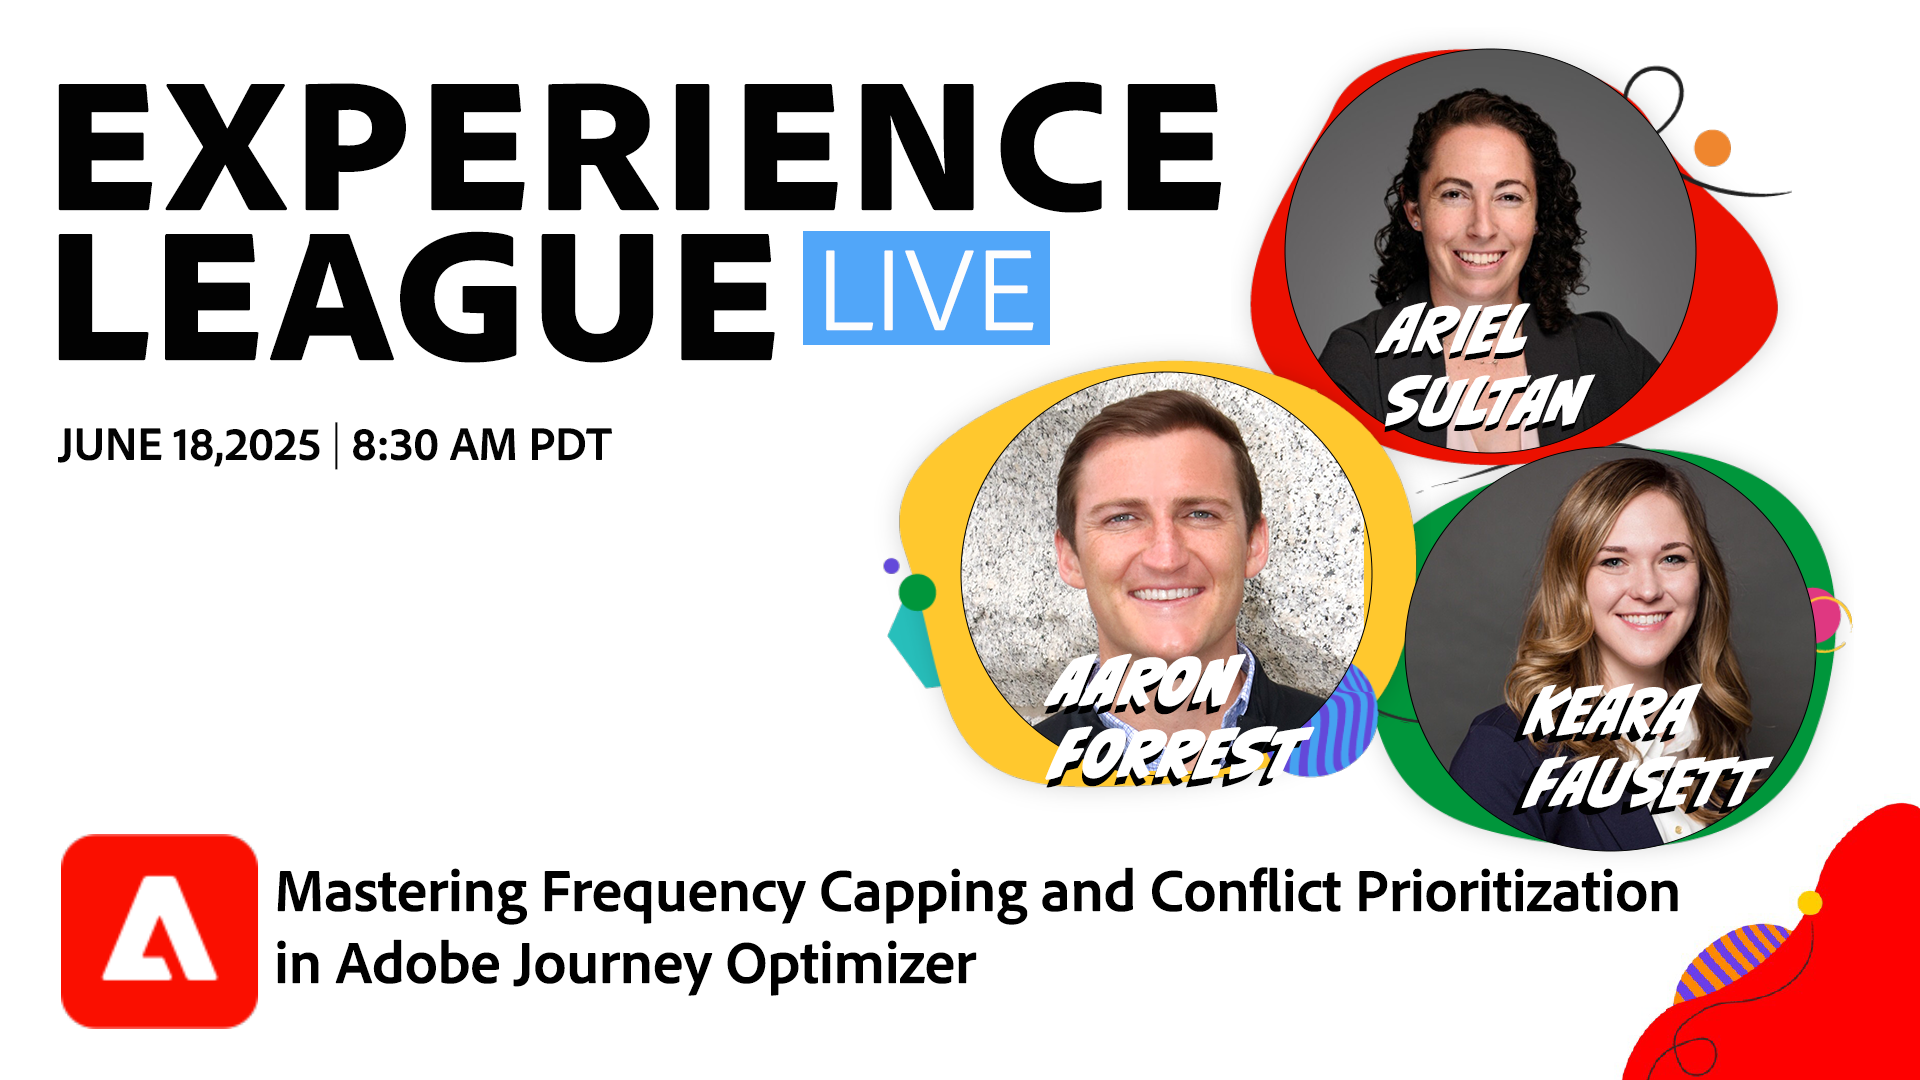 EXPERIENCE
LEAGUE LIVE
JUNE 18,2025 | 8:30 AM PDT
ARIEL
SULTAN
AARON
FORREST
KEARA
FAUSETT
Mastering Frequency Capping and Conflict Prioritization
in Adobe Journey Optimizer